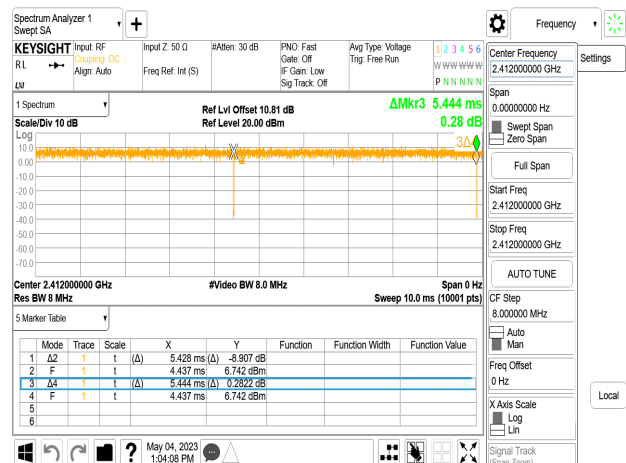 Spectrum Analyzer 1
Swept SA
Frequency
KEYSIGHT
Input: RF
Input Z: 50 Ω
#Atten: 30 dB
PNO: Fast
Avg Type: Voltage
1 2 3 4 5 6
RL
Coupling: DC
Gate: Off
Trig: Free Run
W W W W W W
Align: Auto
Freq Ref: Int (S)
IF Gain: Low
Sig Track: Off
P N N N N N
LXI
Center Frequency
2.412000000 GHz
Settings
Span
0.00000000 Hz
Swept Span
Zero Span
Full Span
Start Freq
2.412000000 GHz
Stop Freq
2.412000000 GHz
AUTO TUNE
CF Step
8.000000 MHz
Auto
Man
Freq Offset
0 Hz
X Axis Scale
Log
Lin
Local
Signal Track
(Span Zoom)
1 Spectrum
Ref Lvl Offset 10.81 dB
ΔMkr3 5.444 ms
Scale/Div 10 dB
Ref Level 20.00 dBm
0.28 dB
Log
10.0
0.00
-10.0
-20.0
-30.0
-40.0
-50.0
-60.0
-70.0
3Δ4
Center 2.412000000 GHz
#Video BW 8.0 MHz
Span 0 Hz
Res BW 8 MHz
Sweep 10.0 ms (10001 pts)
5 Marker Table
Mode Trace Scale X Y Function Function Width Function Value
1 Δ2 1 t (Δ) 5.428 ms (Δ) -8.907 dB
2 F 1 t 4.437 ms 6.742 dBm
3 Δ4 1 t (Δ) 5.444 ms (Δ) 0.2822 dB
4 F 1 t 4.437 ms 6.742 dBm
5
6
May 04, 2023
1:04:08 PM